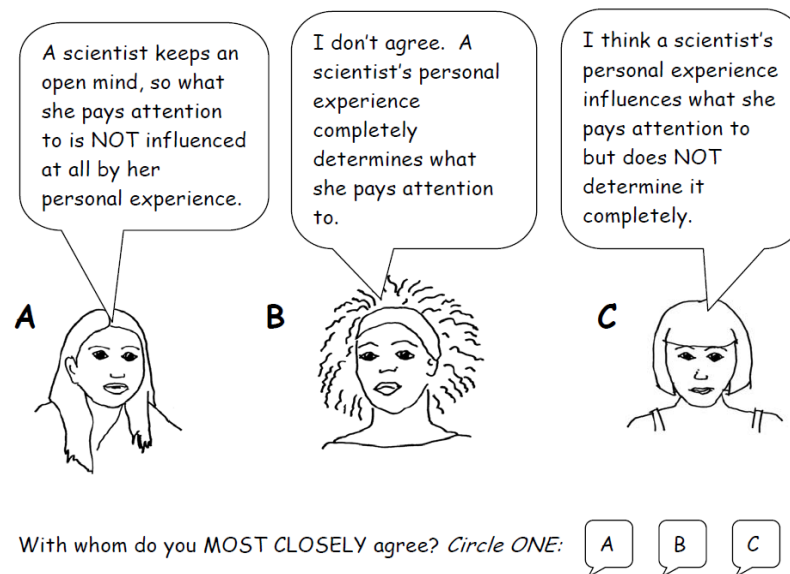 A scientist keeps an
open mind, so what
she pays attention
to is NOT influenced
at all by her
personal experience.
I don't agree. A
scientist's personal
experience
completely
determines what
she pays attention
to.
I think a scientist's
personal experience
influences what she
pays attention to
but does NOT
determine it
completely.
A
B
C
With whom do you MOST CLOSELY agree? Circle ONE: A B C